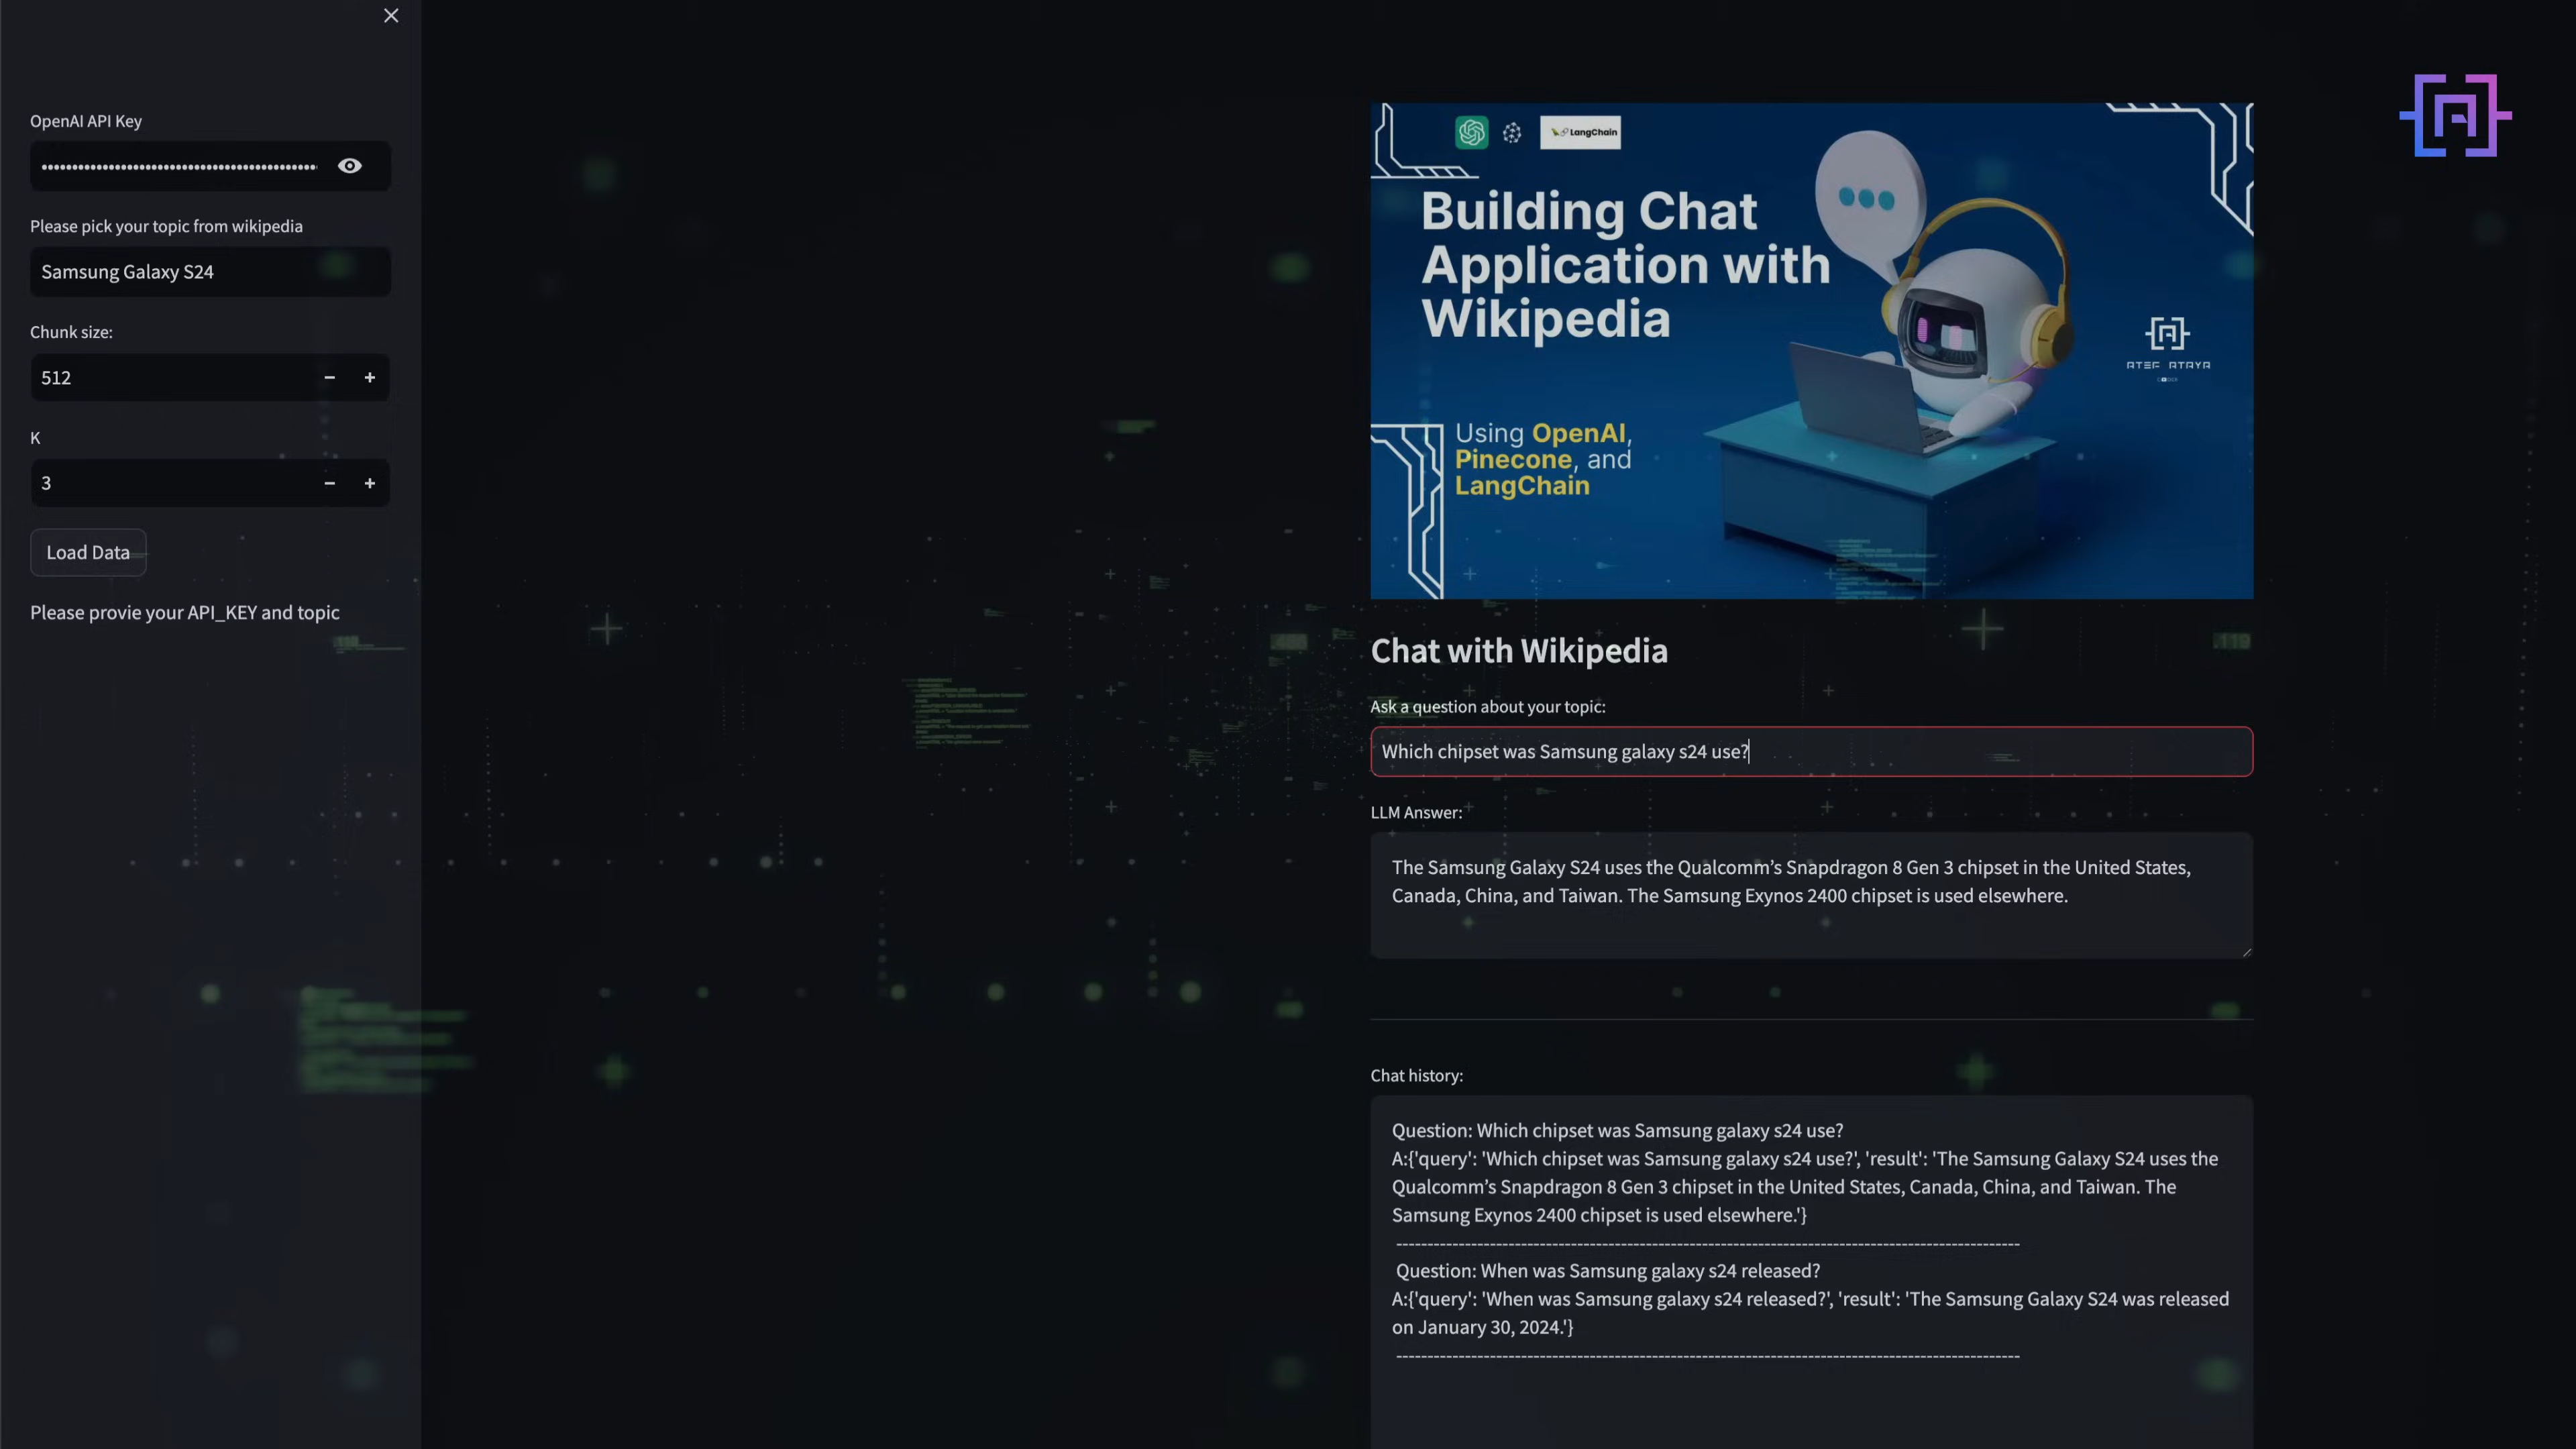 OpenAI API Key
Please pick your topic from wikipedia
Samsung Galaxy S24
Chunk size:
512
K
3
Load Data
Please provie your API_KEY and topic
LangChain
Building Chat
Application with
Wikipedia
Using OpenAI,
Pinecone, and
LangChain
ATEF ATAYA
Chat with Wikipedia
Ask a question about your topic:
Which chipset was Samsung galaxy s24 use?
LLM Answer:
The Samsung Galaxy S24 uses the Qualcomm’s Snapdragon 8 Gen 3 chipset in the United States,
Canada, China, and Taiwan. The Samsung Exynos 2400 chipset is used elsewhere.
Chat history:
Question: Which chipset was Samsung galaxy s24 use?
A:{'query': 'Which chipset was Samsung galaxy s24 use?', 'result': 'The Samsung Galaxy S24 uses the
Qualcomm’s Snapdragon 8 Gen 3 chipset in the United States, Canada, China, and Taiwan. The
Samsung Exynos 2400 chipset is used elsewhere.'}
----------------------------------------------------------------------------------------------------
Question: When was Samsung galaxy s24 released?
A:{'query': 'When was Samsung galaxy s24 released?', 'result': 'The Samsung Galaxy S24 was released
on January 30, 2024.'}
----------------------------------------------------------------------------------------------------